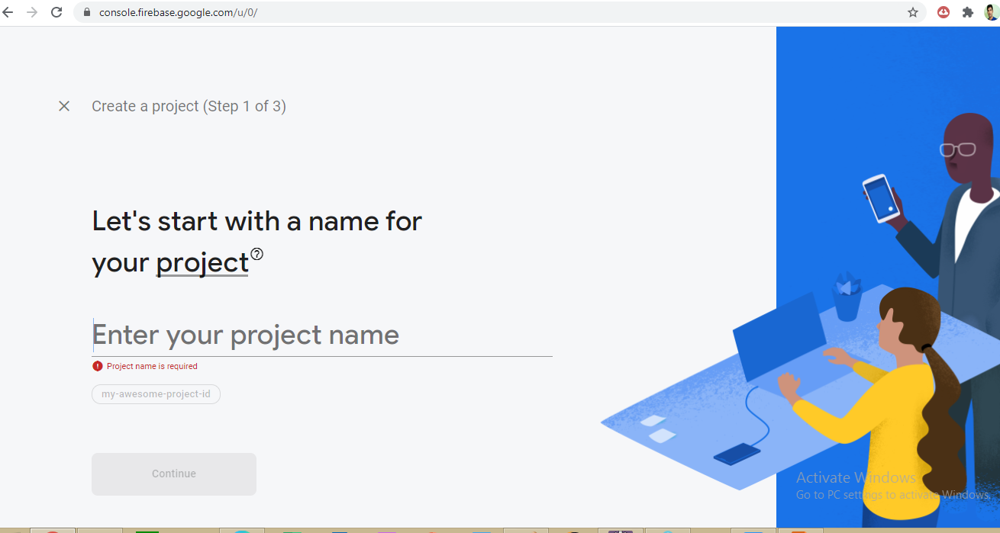 console.firebase.google.com/u/0/
Create a project (Step 1 of 3)
Let's start with a name for
your project
Enter your project name
Project name is required
my-awesome-project-id
Continue
Activate Windows
Go to PC settings to activate Windows.